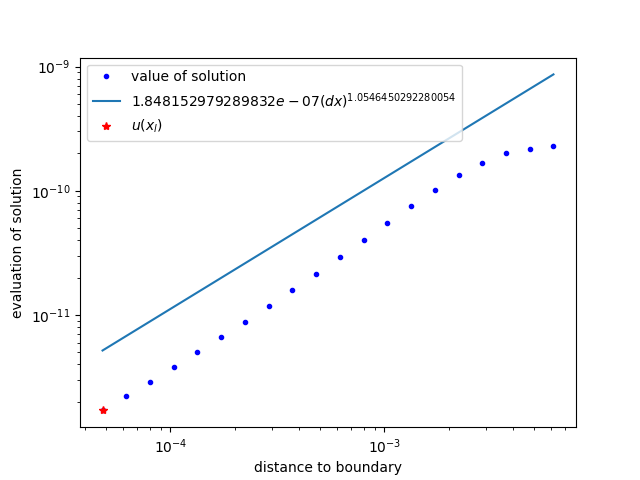 10⁻⁹
value of solution
1.848152979289832e − 07(dx)^1.0546450292280054
u(x_l)
10⁻¹⁰
10⁻¹¹
evaluation of solution
10⁻⁴
10⁻³
distance to boundary